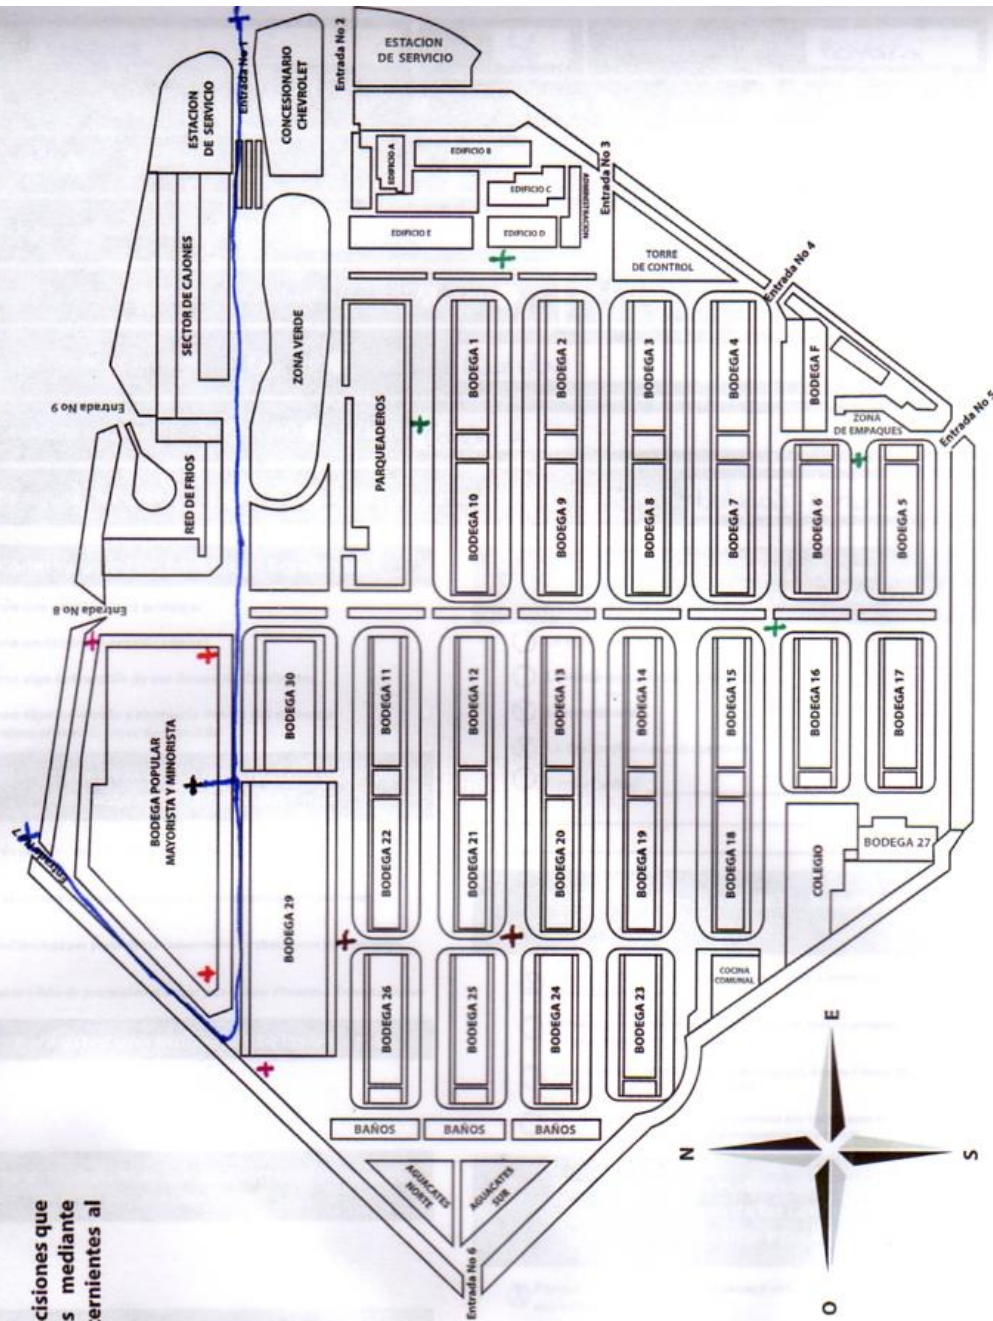 Entrada No 1
Entrada No 2
ESTACION
DE SERVICIO
CONCESIONARIO
CHEVROLET
ESTACION
DE SERVICIO
EDIFICIO A
EDIFICIO B
EDIFICIO C
ADMINISTRACION
Entrada No 3
EDIFICIO E
EDIFICIO D
TORRE
DE CONTROL
Entrada No 4
SECTOR DE CAJONES
ZONA VERDE
Entrada No 9
PARQUEADEROS
BODEGA 1
BODEGA 2
BODEGA 3
BODEGA 4
BODEGA F
ZONA
DE EMPAQUES
Entrada No 5
RED DE FRIOS
BODEGA 10
BODEGA 9
BODEGA 8
BODEGA 7
BODEGA 6
BODEGA 5
Entrada No 8
BODEGA POPULAR
MAYORISTA Y MINORISTA
BODEGA 30
BODEGA 11
BODEGA 12
BODEGA 13
BODEGA 14
BODEGA 15
BODEGA 16
BODEGA 17
BODEGA 29
BODEGA 22
BODEGA 21
BODEGA 20
BODEGA 19
BODEGA 18
COLEGIO
BODEGA 27
BODEGA 26
BODEGA 25
BODEGA 24
BODEGA 23
COCINA
COMUNAL
BAÑOS
BAÑOS
BAÑOS
AGUACATES
NORTE
AGUACATES
SUR
Entrada No 6
N
E
S
O
cisiones que
s mediante
ernientes al